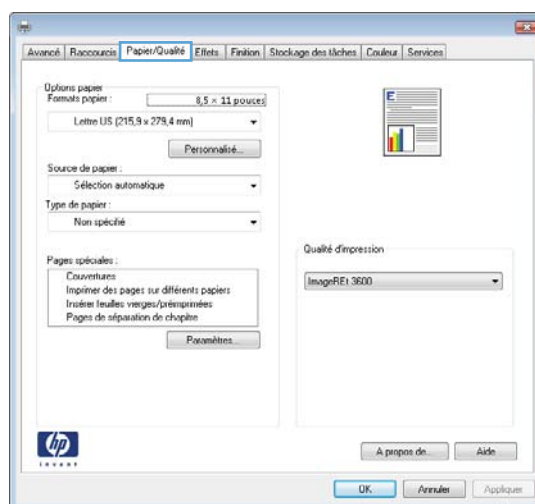 Avancé Raccourcis Papier/Qualité Effets Finition Stockage des tâches Couleur Services
Options papier
Formats papier : 8,5 × 11 pouces
Lettre US (215,9 x 279,4 mm)
Personnalisé...
Source de papier :
Sélection automatique
Type de papier :
Non spécifié
Pages spéciales :
Couvertures
Imprimer des pages sur différents papiers
Insérer feuilles vierges/préimprimées
Pages de séparation de chapitre
Paramètres...
E
Qualité d'impression
ImageREt 3600
hp
invent
A propos de... Aide
OK Annuler Appliquer